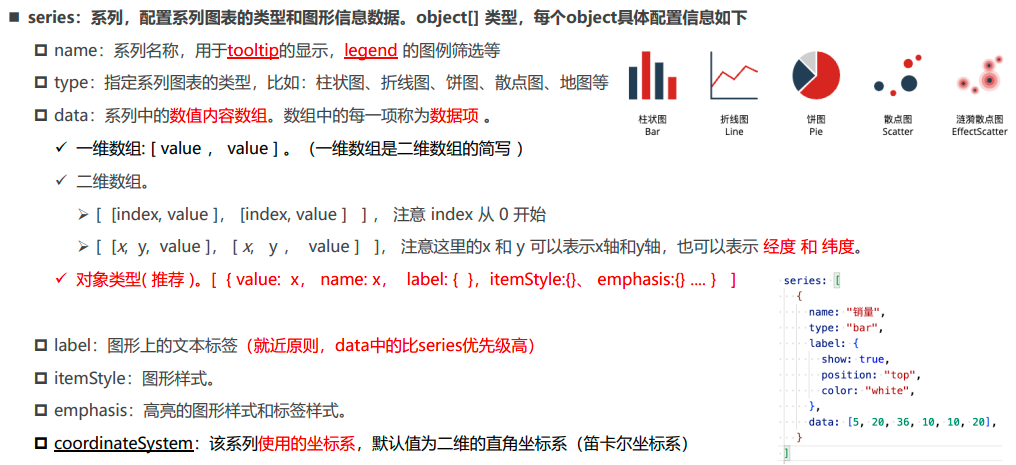 series：系列，配置系列图表的类型和图形信息数据。object[] 类型，每个object具体配置信息如下
name：系列名称，用于tooltip的显示，legend 的图例筛选等
type：指定系列图表的类型，比如：柱状图、折线图、饼图、散点图、地图等
data：系列中的数值内容数组。数组中的每一项称为数据项 。
一维数组: [ value ， value ] 。（一维数组是二维数组的简写 ）
二维数组。
[ [index, value ]， [index, value ] ] ， 注意 index 从 0 开始
[ [x, y, value ]， [ x, y ， value ] ]， 注意这里的x 和 y 可以表示x轴和y轴，也可以表示 经度 和 纬度。
对象类型( 推荐 )。[ { value: x， name: x， label: { }，itemStyle:{}、 emphasis:{} .... } ]
label：图形上的文本标签（就近原则，data中的比series优先级高）
itemStyle：图形样式。
emphasis：高亮的图形样式和标签样式。
coordinateSystem：该系列使用的坐标系，默认值为二维的直角坐标系（笛卡尔坐标系）
柱状图
Bar
折线图
Line
饼图
Pie
散点图
Scatter
涟漪散点图
EffectScatter
series: [
{
name: "销量",
type: "bar",
label: {
show: true,
position: "top",
color: "white",
},
data: [5, 20, 36, 10, 10, 20],
}
]